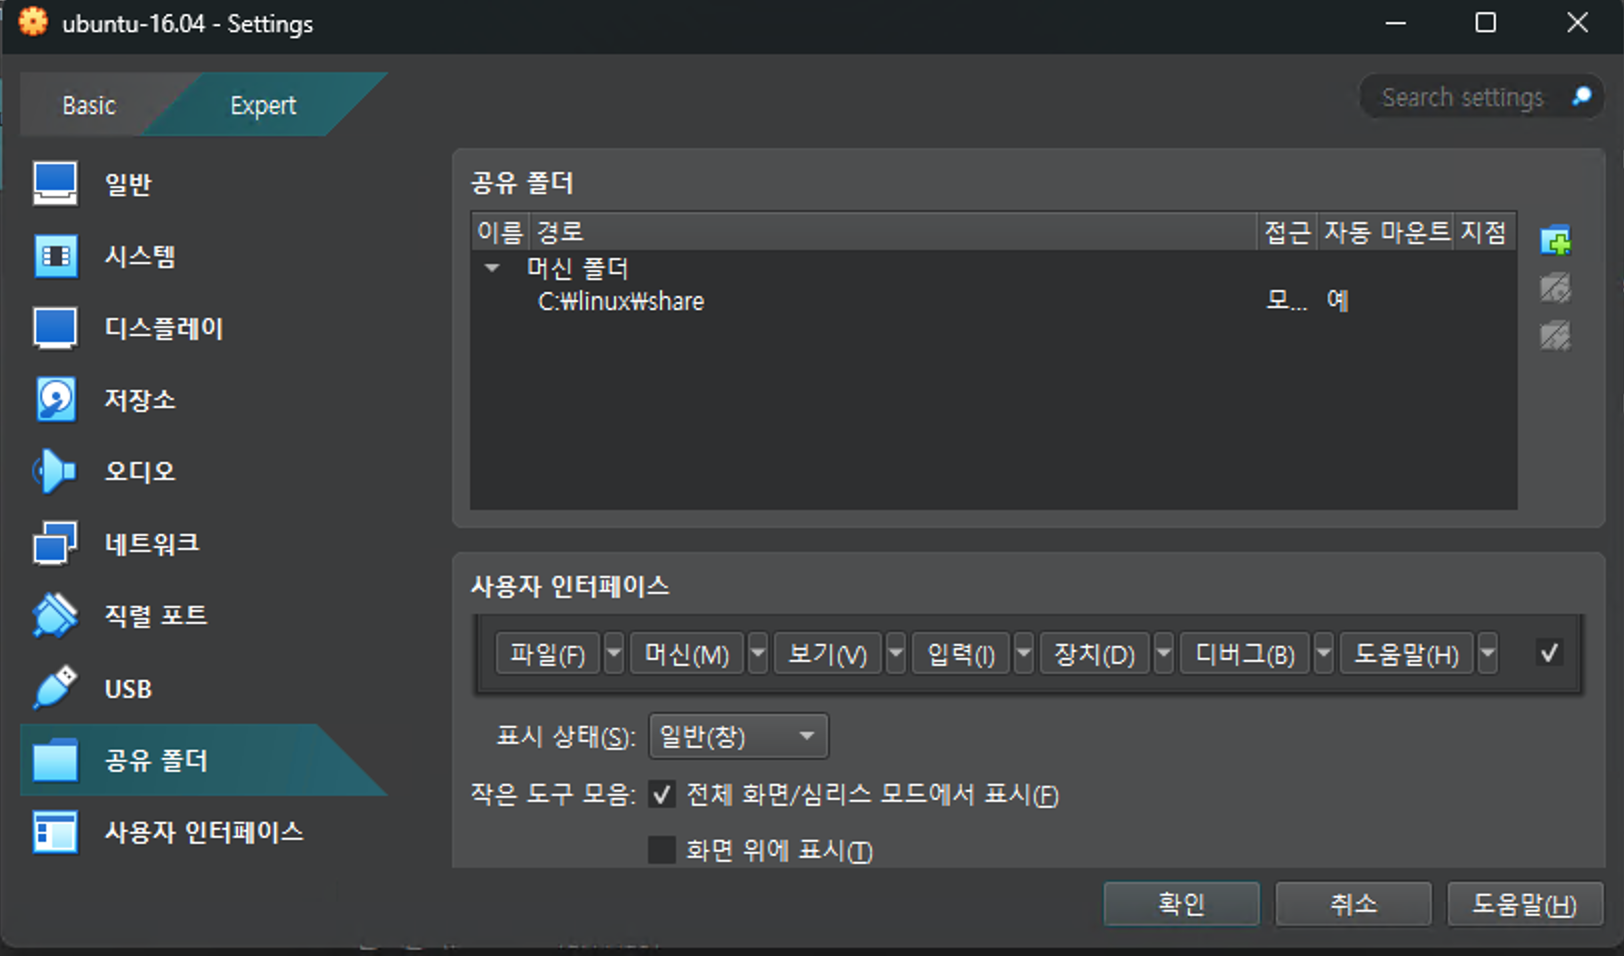 ubuntu-16.04 - Settings
Basic
Expert
Search settings
일반
시스템
디스플레이
저장소
오디오
네트워크
직렬 포트
USB
공유 폴더
사용자 인터페이스
공유 폴더
이름 경로 접근 자동 마운트 지점
머신 폴더
C:₩linux₩share 모... 예
사용자 인터페이스
파일(F) 머신(M) 보기(V) 입력(I) 장치(D) 디버그(B) 도움말(H)
표시 상태(S): 일반(창)
작은 도구 모음: 전체 화면/심리스 모드에서 표시(F)
화면 위에 표시(T)
확인 취소 도움말(H)